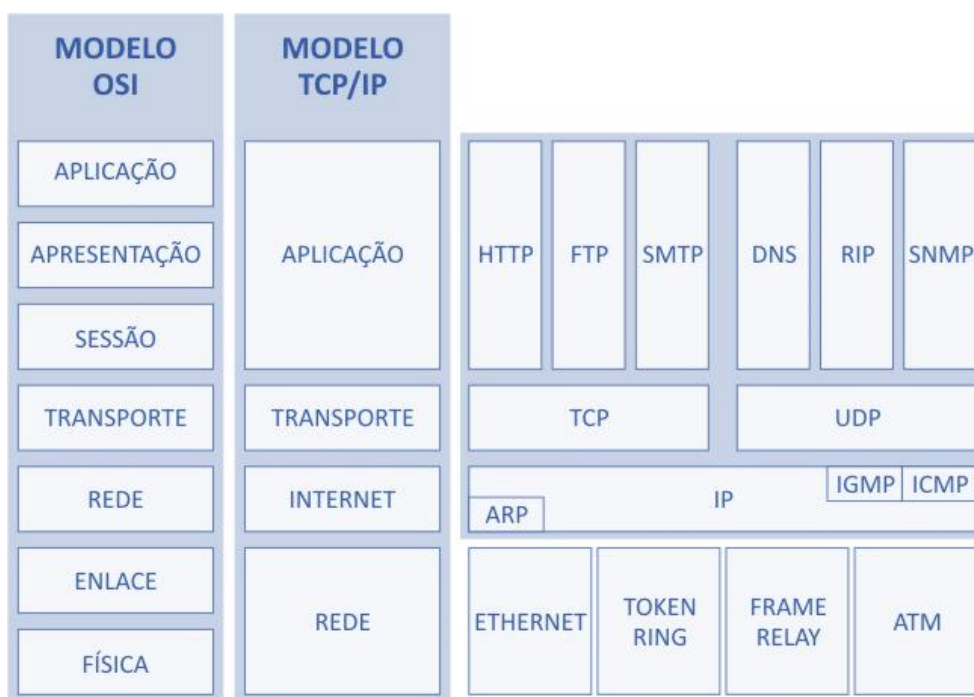 MODELO
OSI
MODELO
TCP/IP
APLICAÇÃO
APRESENTAÇÃO
SESSÃO
TRANSPORTE
REDE
ENLACE
FÍSICA
APLICAÇÃO
TRANSPORTE
INTERNET
REDE
HTTP
FTP
SMTP
DNS
RIP
SNMP
TCP
UDP
IP
IGMP
ICMP
ARP
ETHERNET
TOKEN
RING
FRAME
RELAY
ATM